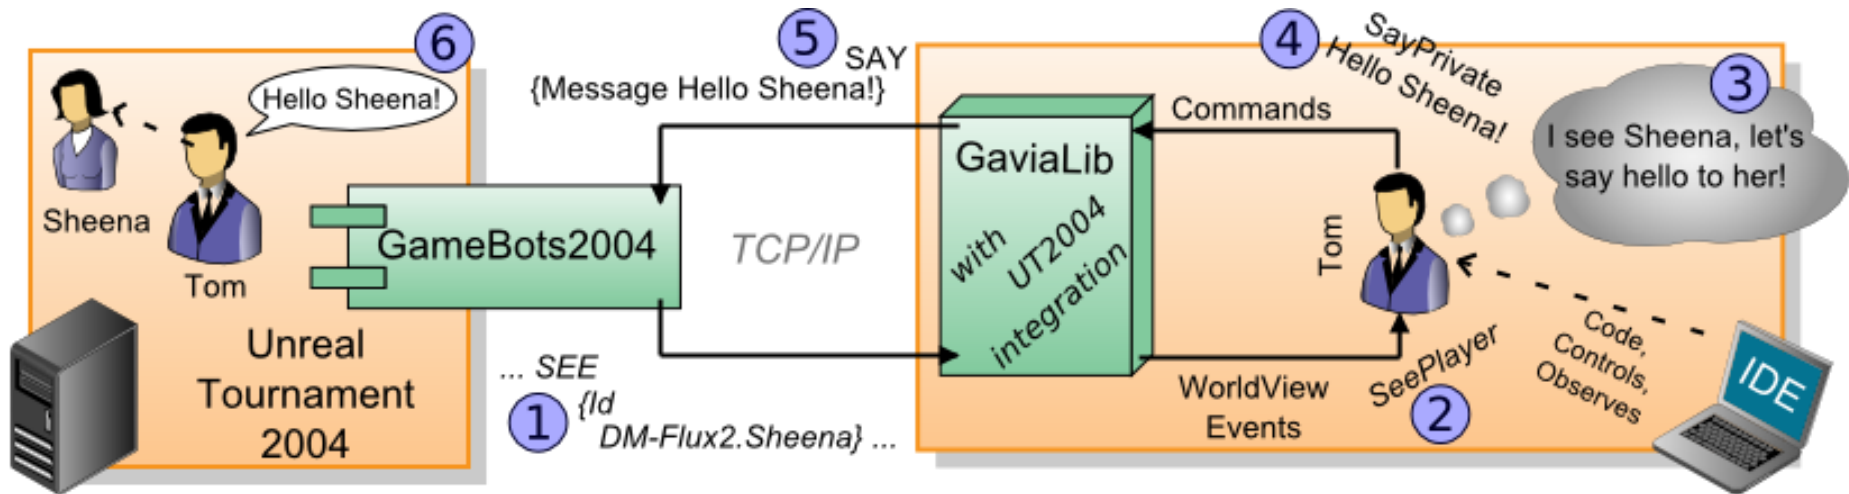 6
Hello Sheena!
Sheena
Tom
Unreal
Tournament
2004
GameBots2004
5
SAY
{Message Hello Sheena!}
TCP/IP
... SEE
1
{Id
DM-Flux2.Sheena} ...
GaviaLib
with
UT2004
integration
4
SayPrivate
Hello Sheena!
Commands
3
I see Sheena, let's
say hello to her!
Tom
WorldView
Events
SeePlayer
2
Code,
Controls,
Observes
IDE